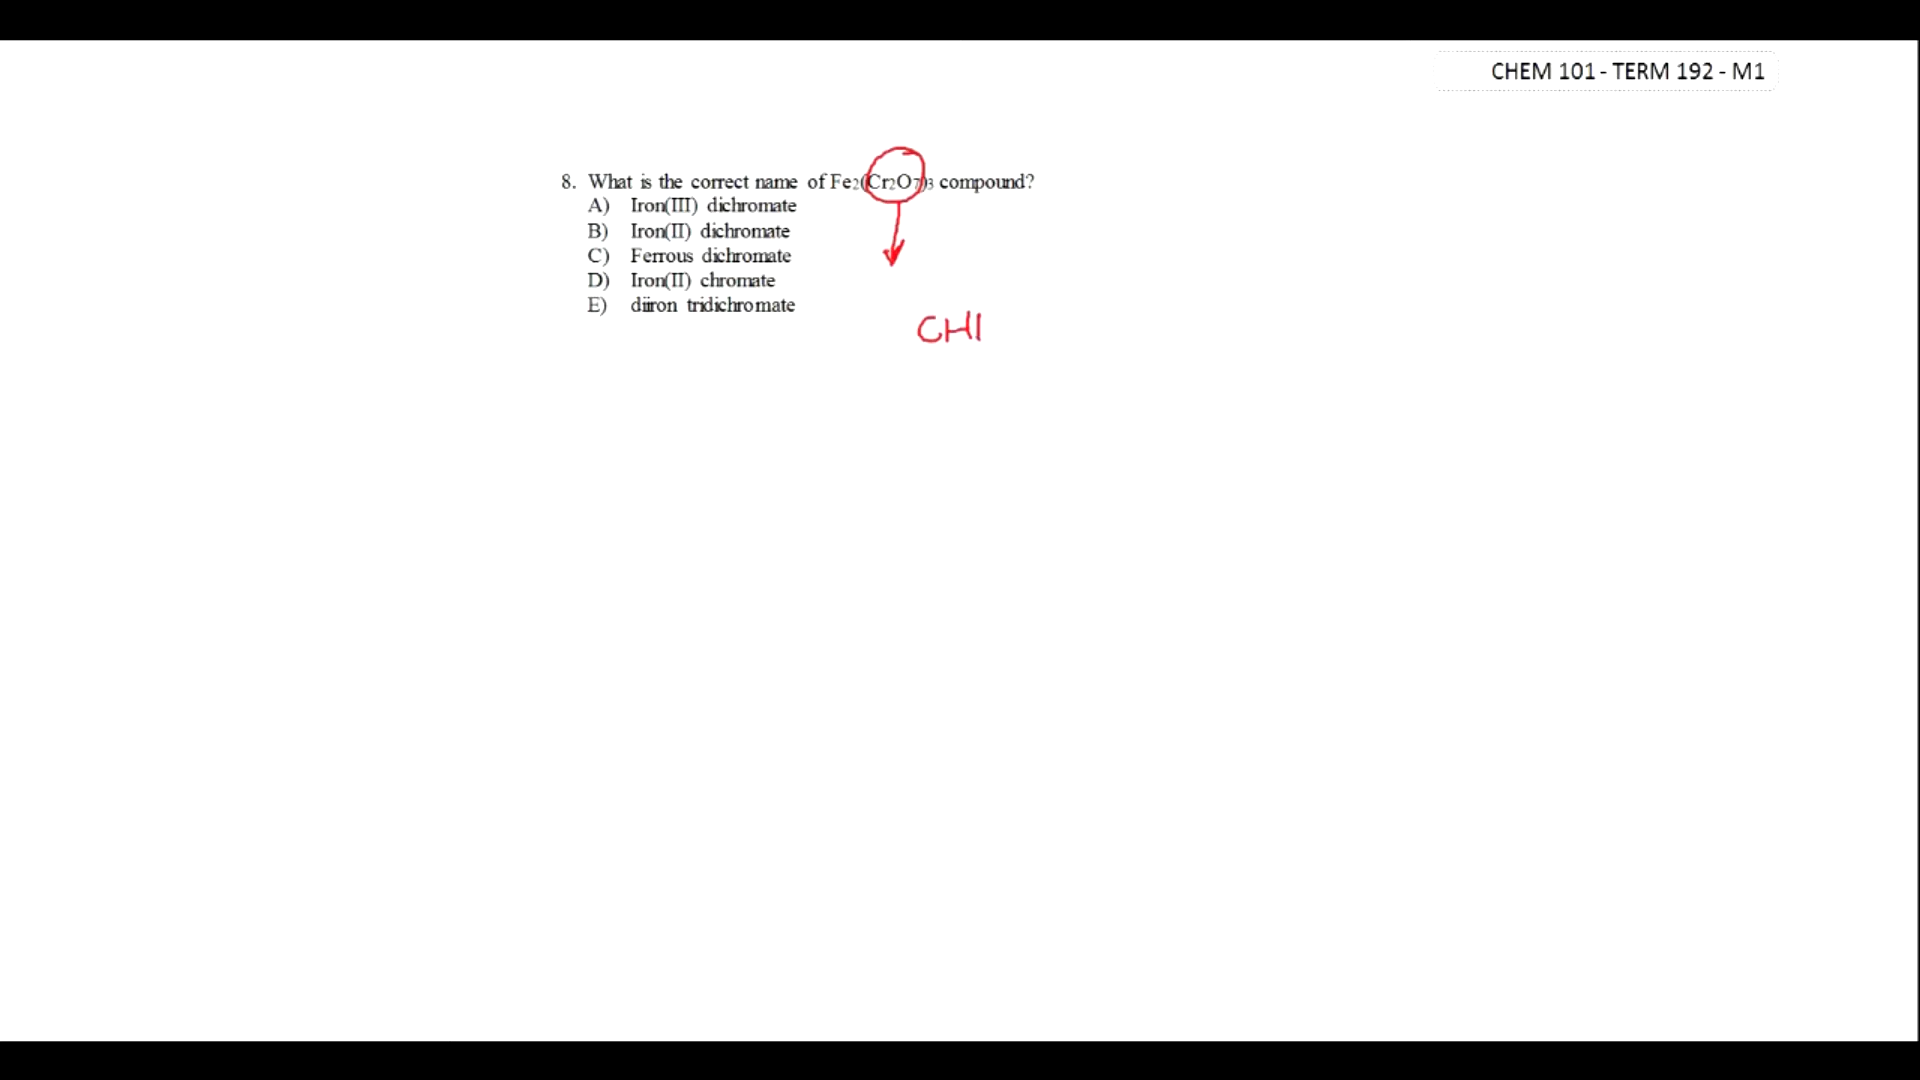 CHEM 101 - TERM 192 - M1
8. What is the correct name of Fe2(Cr2O7)3 compound?
A) Iron(III) dichromate
B) Iron(II) dichromate
C) Ferrous dichromate
D) Iron(II) chromate
E) diiron tridichromate
CHI